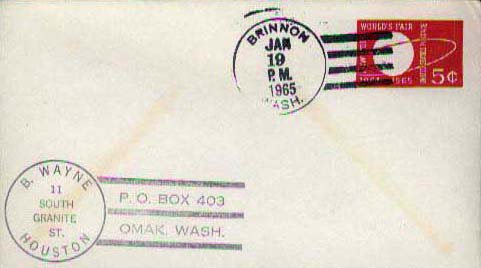 BRINNON
JAN
19
P.M.
1965
WASH.
WORLD'S FAIR
1964 1965
5¢
B. WAYNE
11
SOUTH
GRANITE
ST.
HOUSTON
P. O. BOX 403
OMAK, WASH.